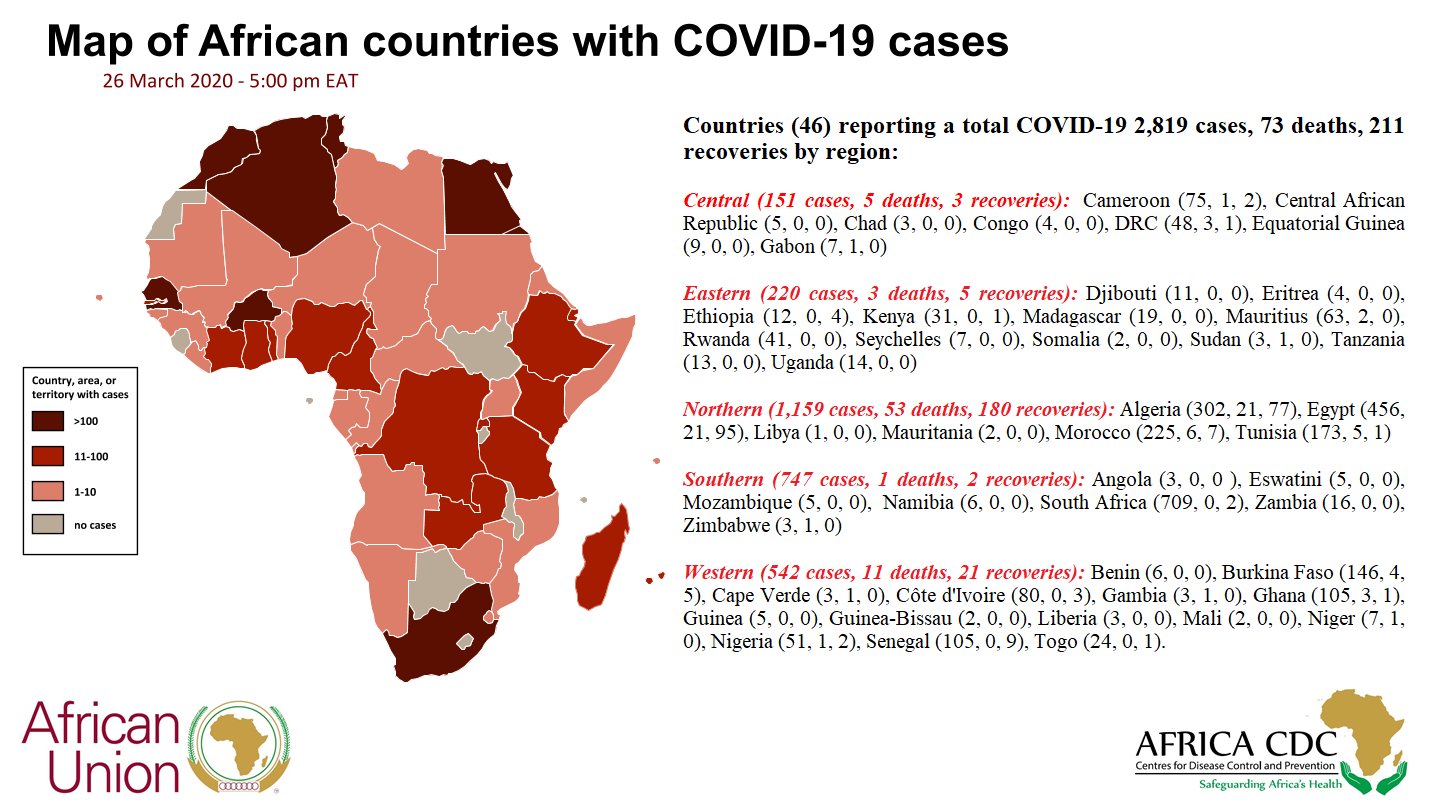 Map of African countries with COVID-19 cases
26 March 2020 - 5:00 pm EAT
Countries (46) reporting a total COVID-19 2,819 cases, 73 deaths, 211
recoveries by region:
Central (151 cases, 5 deaths, 3 recoveries): Cameroon (75, 1, 2), Central African
Republic (5, 0, 0), Chad (3, 0, 0), Congo (4, 0, 0), DRC (48, 3, 1), Equatorial Guinea
(9, 0, 0), Gabon (7, 1, 0)
Eastern (220 cases, 3 deaths, 5 recoveries): Djibouti (11, 0, 0), Eritrea (4, 0, 0),
Ethiopia (12, 0, 4), Kenya (31, 0, 1), Madagascar (19, 0, 0), Mauritius (63, 2, 0),
Rwanda (41, 0, 0), Seychelles (7, 0, 0), Somalia (2, 0, 0), Sudan (3, 1, 0), Tanzania
(13, 0, 0), Uganda (14, 0, 0)
Northern (1,159 cases, 53 deaths, 180 recoveries): Algeria (302, 21, 77), Egypt (456,
21, 95), Libya (1, 0, 0), Mauritania (2, 0, 0), Morocco (225, 6, 7), Tunisia (173, 5, 1)
Southern (747 cases, 1 deaths, 2 recoveries): Angola (3, 0, 0 ), Eswatini (5, 0, 0),
Mozambique (5, 0, 0), Namibia (6, 0, 0), South Africa (709, 0, 2), Zambia (16, 0, 0),
Zimbabwe (3, 1, 0)
Western (542 cases, 11 deaths, 21 recoveries): Benin (6, 0, 0), Burkina Faso (146, 4,
5), Cape Verde (3, 1, 0), Côte d'Ivoire (80, 0, 3), Gambia (3, 1, 0), Ghana (105, 3, 1),
Guinea (5, 0, 0), Guinea-Bissau (2, 0, 0), Liberia (3, 0, 0), Mali (2, 0, 0), Niger (7, 1,
0), Nigeria (51, 1, 2), Senegal (105, 0, 9), Togo (24, 0, 1).
Country, area, or
territory with cases
>100
11-100
1-10
no cases
African
Union
AFRICA CDC
Centres for Disease Control and Prevention
Safeguarding Africa's Health